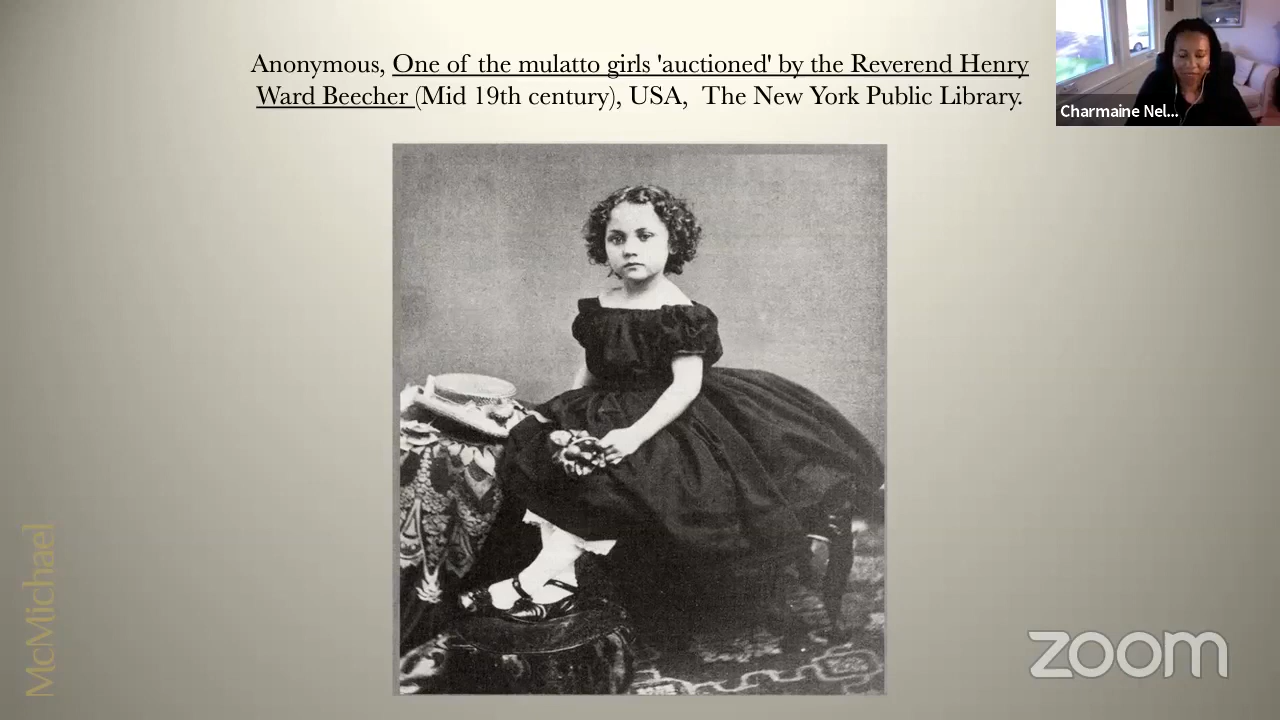 Anonymous, One of the mulatto girls 'auctioned' by the Reverend Henry
Ward Beecher (Mid 19th century), USA, The New York Public Library.
Charmaine Nel...
McMichael
zoom